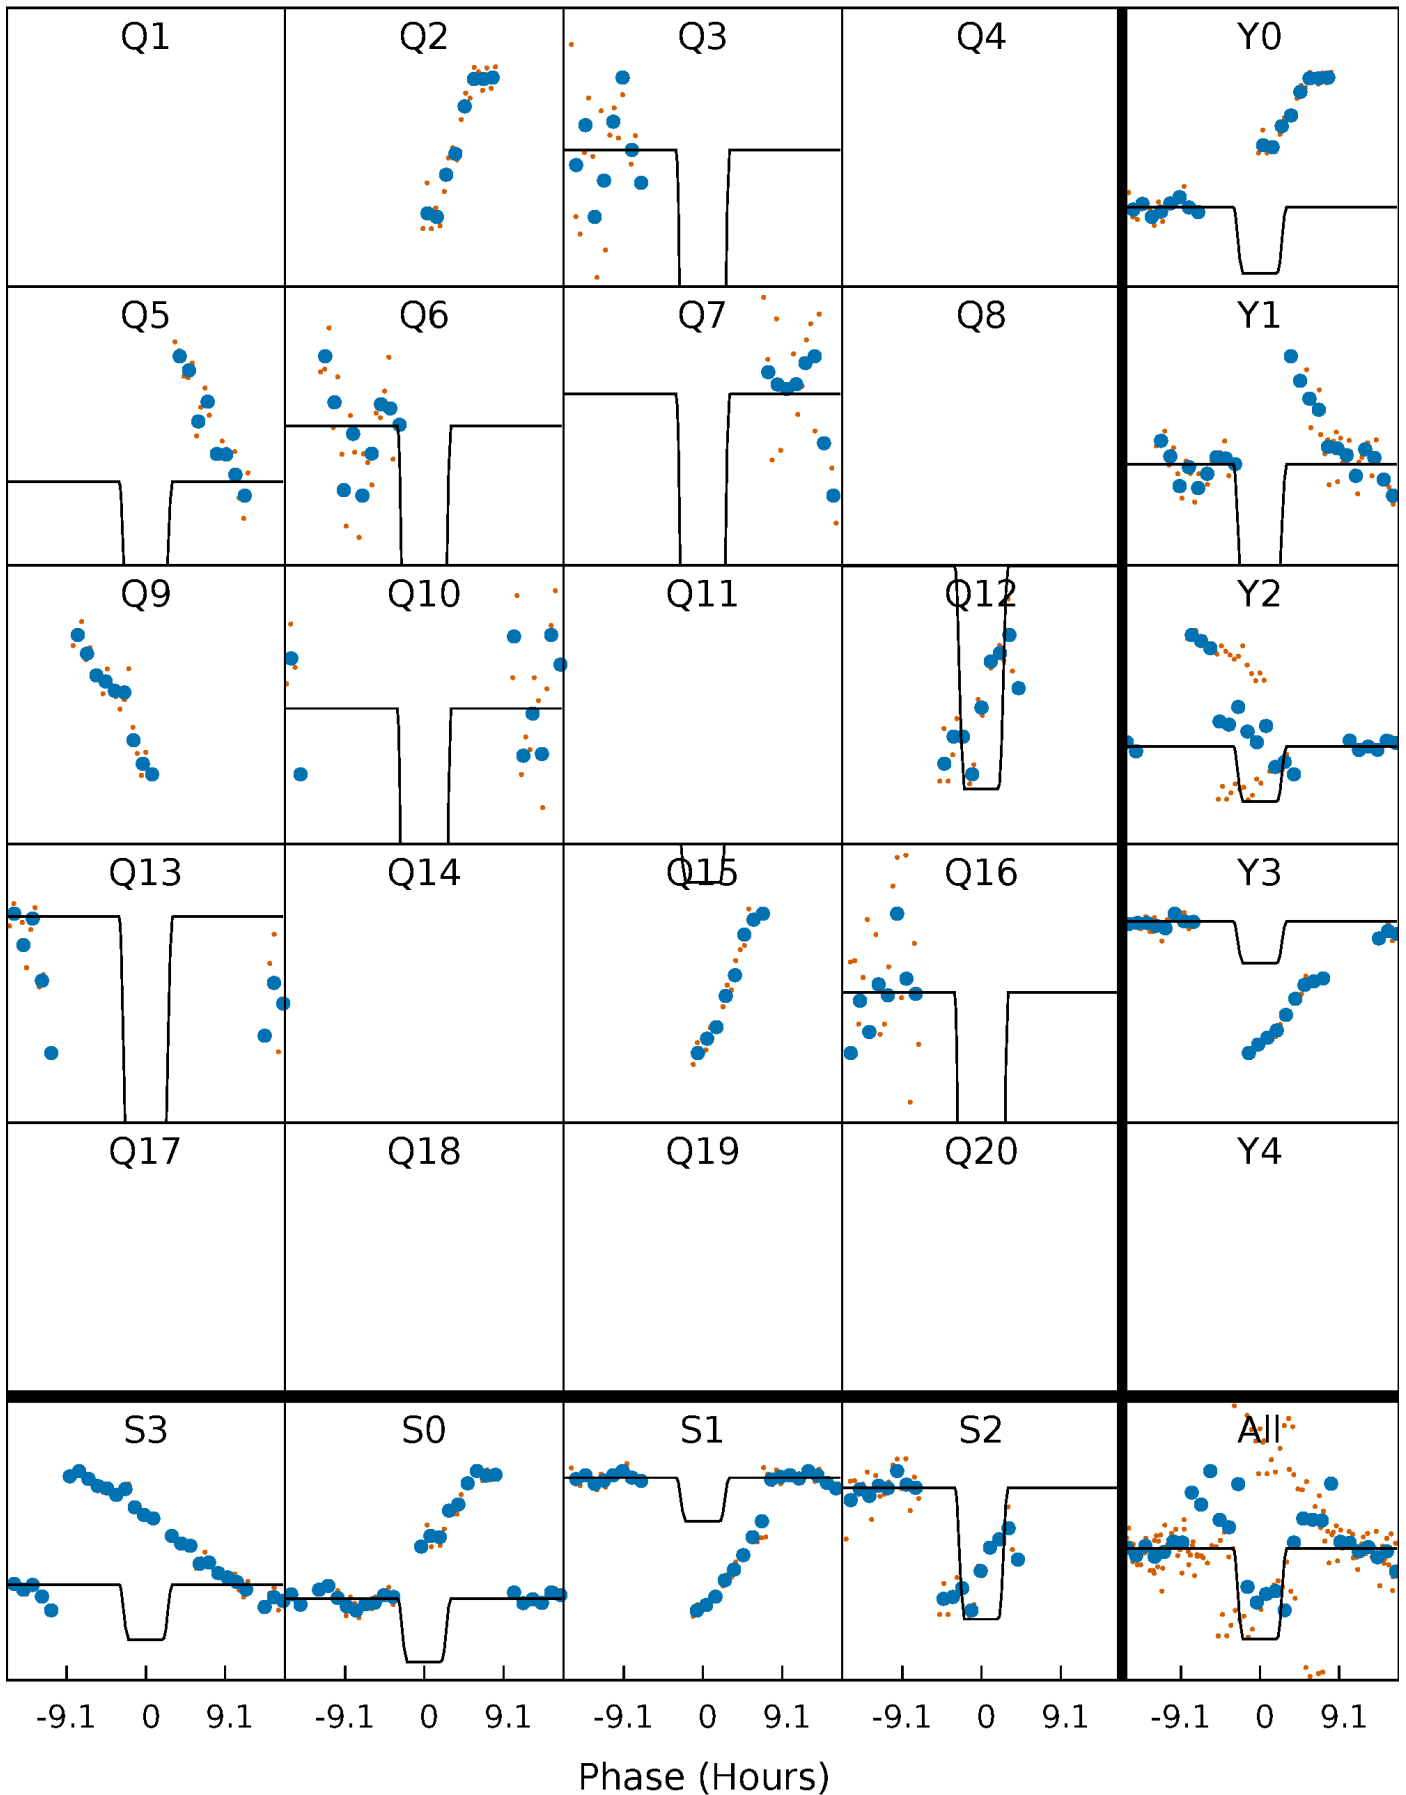 Q1 Q2 Q3 Q4 Y0
Q5 Q6 Q7 Q8 Y1
Q9 Q10 Q11 Q12 Y2
Q13 Q14 Q15 Q16 Y3
Q17 Q18 Q19 Q20 Y4
S3 S0 S1 S2 All
-9.1 0 9.1 -9.1 0 9.1 -9.1 0 9.1 -9.1 0 9.1 -9.1 0 9.1
Phase (Hours)